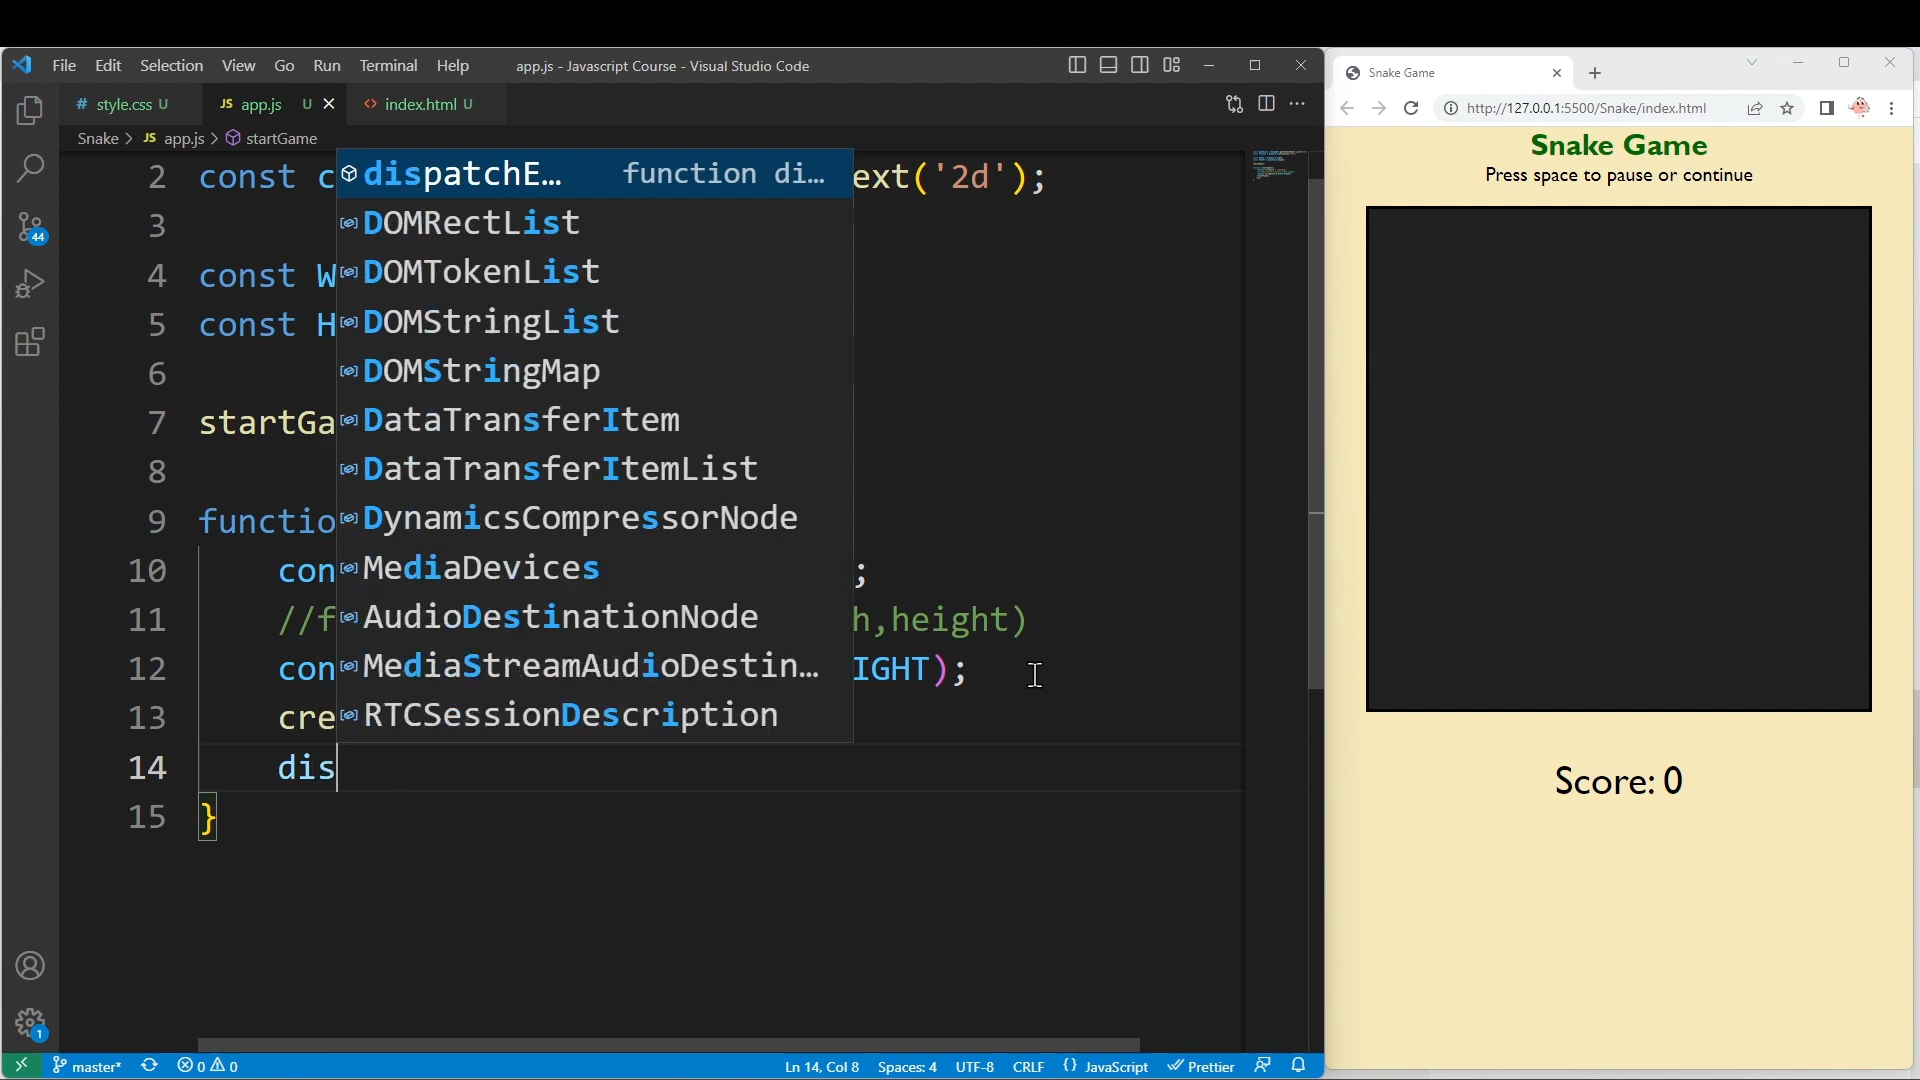 File Edit Selection View Go Run Terminal Help app.js - Javascript Course - Visual Studio Code
# style.css U JS app.js U <> index.html U
Snake > JS app.js > startGame
2 const c ext('2d');
3
4 const W
5 const H
6
7 startGa
8
9 functio
10 con ;
11 //f h,height)
12 con IGHT);
13 cre
14 dis
15 }
dispatchE… function di…
DOMRectList
DOMTokenList
DOMStringList
DOMStringMap
DataTransferItem
DataTransferItemList
DynamicsCompressorNode
MediaDevices
AudioDestinationNode
MediaStreamAudioDestin…
RTCSessionDescription
44
1
master* 0 0 Ln 14, Col 8 Spaces: 4 UTF-8 CRLF {} JavaScript Prettier
Snake Game
http://127.0.0.1:5500/Snake/index.html
Snake Game
Press space to pause or continue
Score: 0